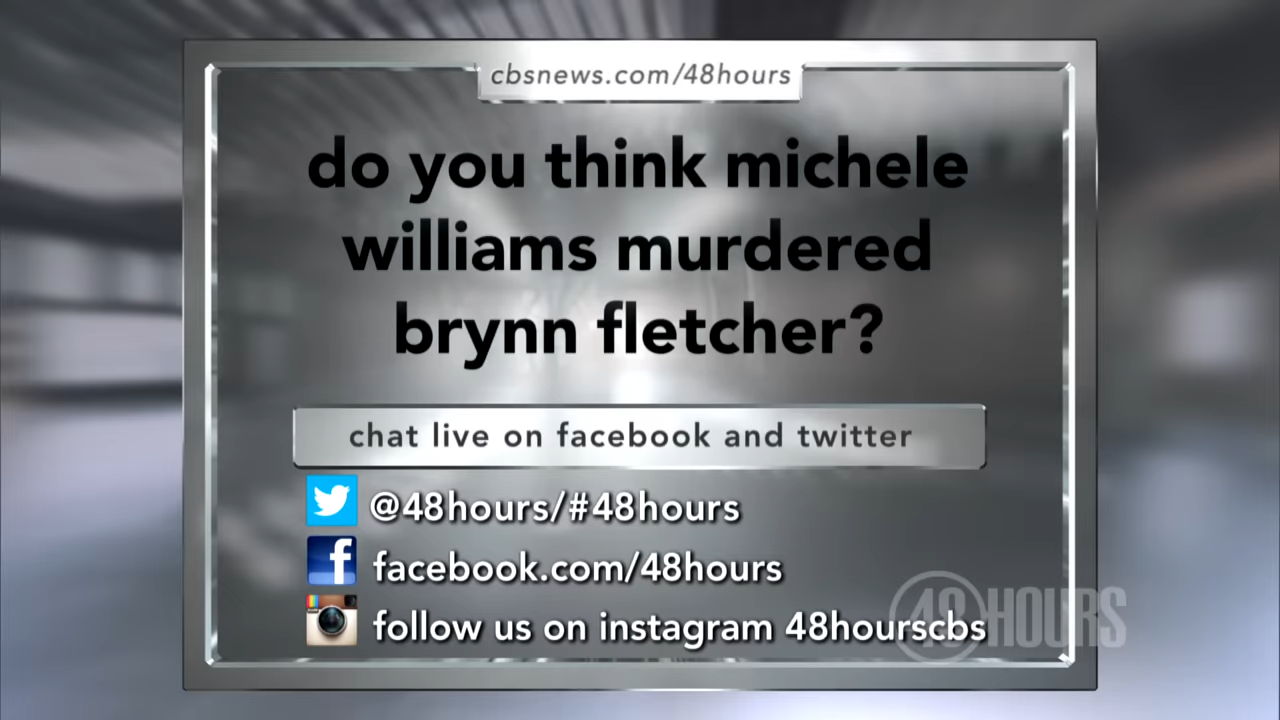 cbsnews.com/48hours
do you think michele
williams murdered
brynn fletcher?
chat live on facebook and twitter
@48hours/#48hours
facebook.com/48hours
follow us on instagram 48hourscbs
48 HOURS